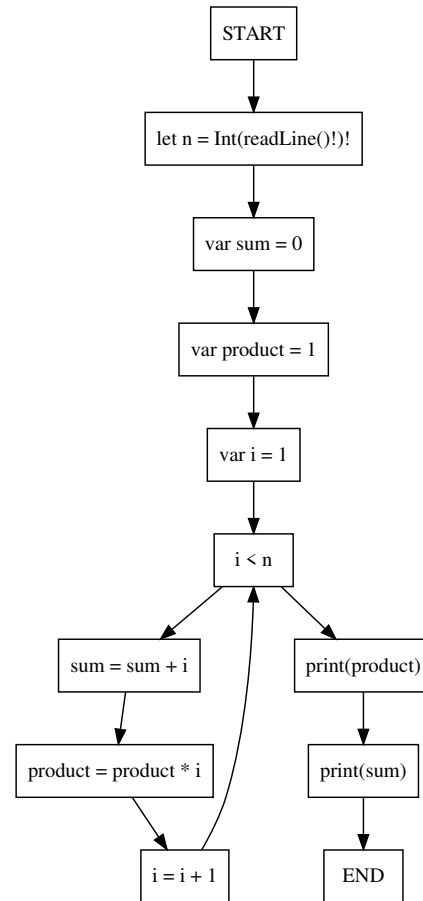 START
let n = Int(readLine()!)!
var sum = 0
var product = 1
var i = 1
i < n
sum = sum + i
print(product)
product = product * i
print(sum)
i = i + 1
END